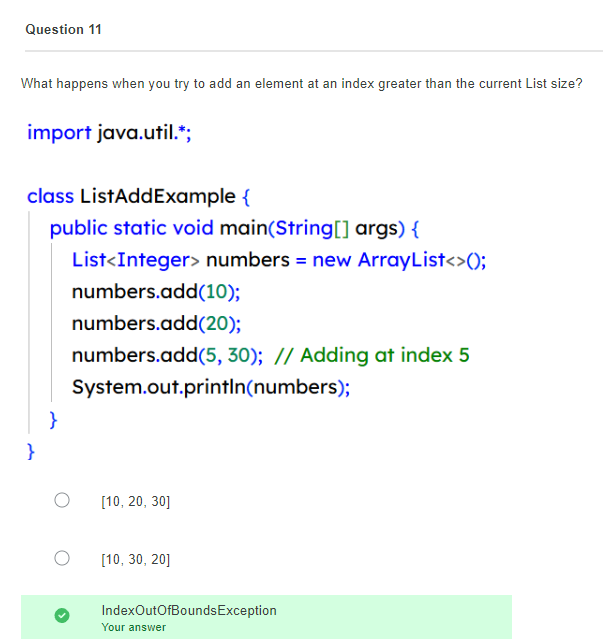 Question 11
What happens when you try to add an element at an index greater than the current List size?
import java.util.*;
class ListAddExample {
public static void main(String[] args) {
List<Integer> numbers = new ArrayList<>();
numbers.add(10);
numbers.add(20);
numbers.add(5, 30);  // Adding at index 5
System.out.println(numbers);
}
}
[10, 20, 30]
[10, 30, 20]
IndexOutOfBoundsException
Your answer